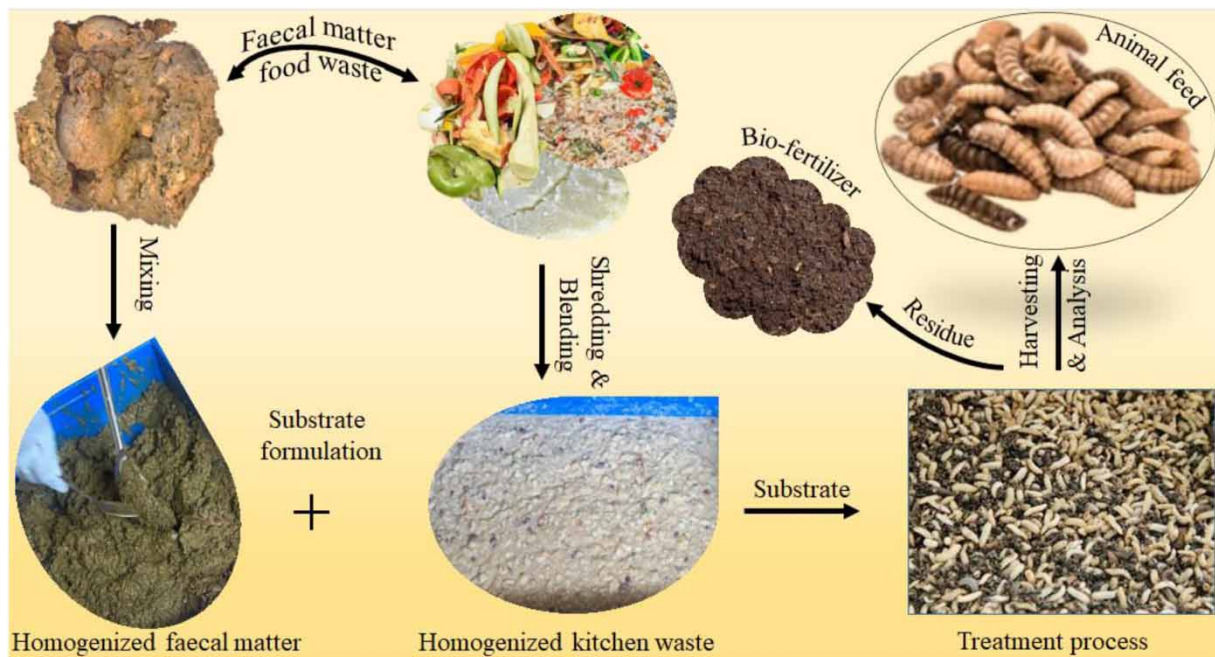 Faecal matter
food waste
Animal feed
Bio-fertilizer
Mixing
Shredding &
Blending
Residue
Harvesting
& Analysis
Substrate
formulation
+
Substrate
Homogenized faecal matter
Homogenized kitchen waste
Treatment process